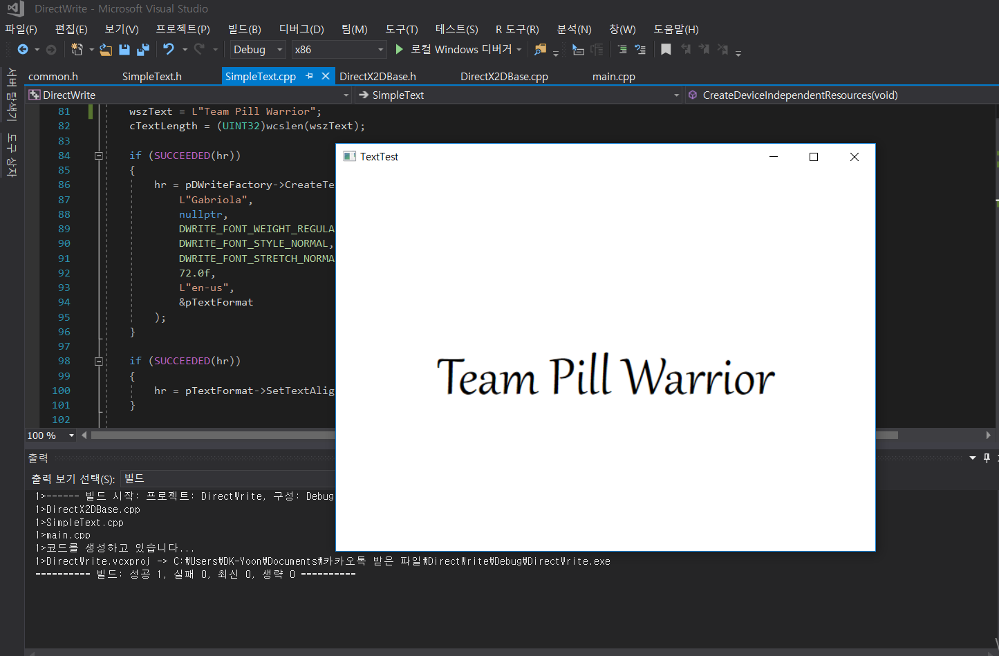 DirectWrite - Microsoft Visual Studio
파일(F) 편집(E) 보기(V) 프로젝트(P) 빌드(B) 디버그(D) 팀(M) 도구(T) 테스트(S) R 도구(R) 분석(N) 창(W) 도움말(H)
Debug x86 로컬 Windows 디버거
서버 탐색기
도구 상자
common.h SimpleText.h SimpleText.cpp DirectX2DBase.h DirectX2DBase.cpp main.cpp
DirectWrite SimpleText CreateDeviceIndependentResources(void)
81 wszText = L"Team Pill Warrior";
82 cTextLength = (UINT32)wcslen(wszText);
83
84 if (SUCCEEDED(hr))
85 {
86 hr = pDWriteFactory->CreateTe
87 L"Gabriola",
88 nullptr,
89 DWRITE_FONT_WEIGHT_REGULA
90 DWRITE_FONT_STYLE_NORMAL,
91 DWRITE_FONT_STRETCH_NORMA
92 72.0f,
93 L"en-us",
94 &pTextFormat
95 );
96 }
97
98 if (SUCCEEDED(hr))
99 {
100 hr = pTextFormat->SetTextAlig
101 }
102
TextTest
Team Pill Warrior
100 %
출력
출력 보기 선택(S): 빌드
1>------ 빌드 시작: 프로젝트: DirectWrite, 구성: Debug
1>DirectX2DBase.cpp
1>SimpleText.cpp
1>main.cpp
1>코드를 생성하고 있습니다...
1>DirectWrite.vcxproj -> C:₩Users₩DK-Yoon₩Documents₩카카오톡 받은 파일₩DirectWrite₩Debug₩DirectWrite.exe
========== 빌드: 성공 1, 실패 0, 최신 0, 생략 0 ==========